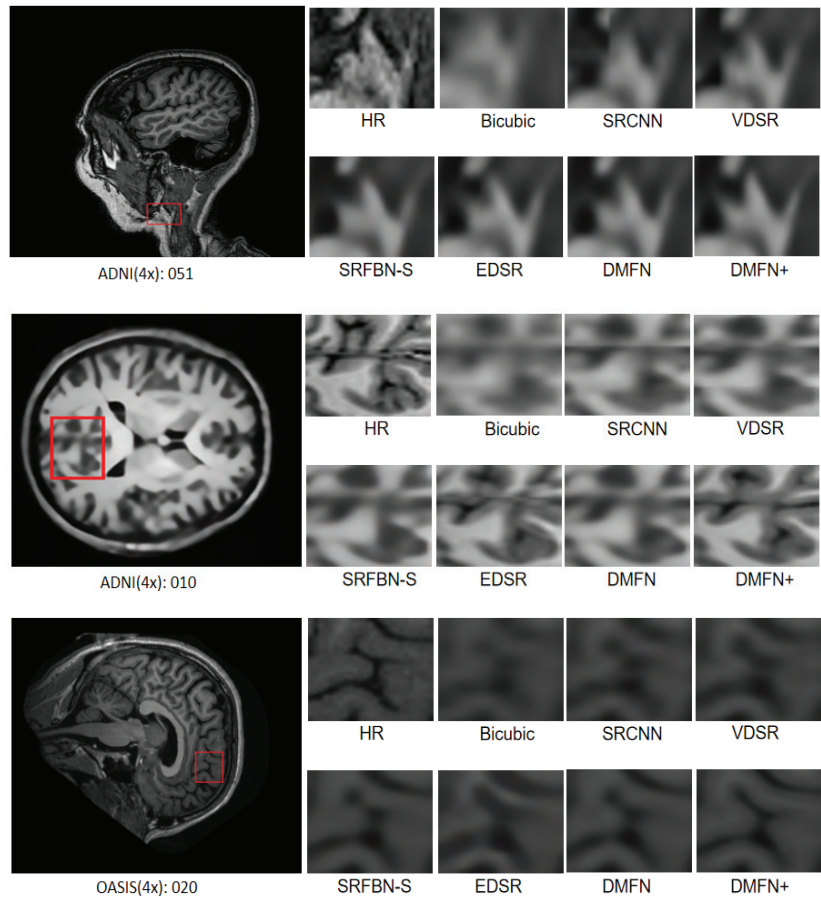 HR Bicubic SRCNN VDSR
SRFBN-S EDSR DMFN DMFN+
ADNI(4x): 051
HR Bicubic SRCNN VDSR
SRFBN-S EDSR DMFN DMFN+
ADNI(4x): 010
HR Bicubic SRCNN VDSR
SRFBN-S EDSR DMFN DMFN+
OASIS(4x): 020